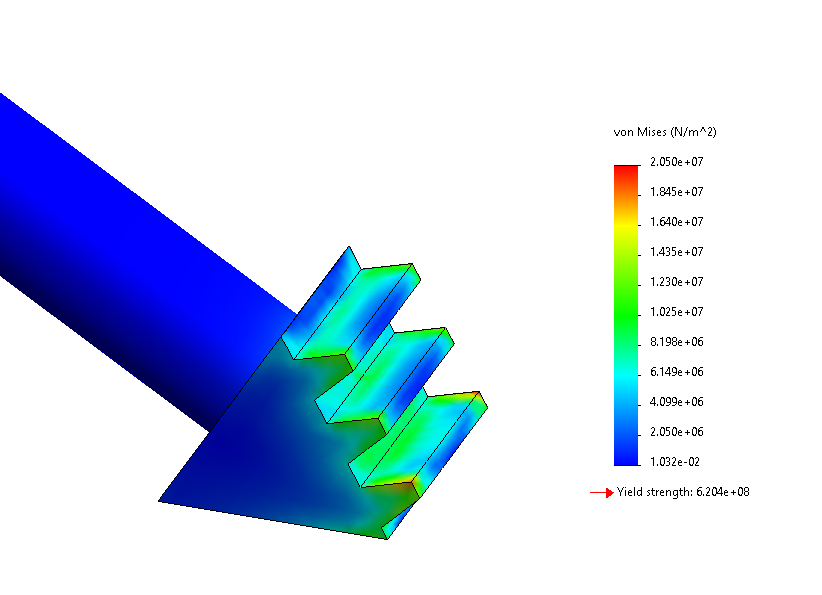 von Mises (N/m^2)
2.050e+07
1.845e+07
1.640e+07
1.435e+07
1.230e+07
1.025e+07
8.198e+06
6.149e+06
4.099e+06
2.050e+06
1.032e-02
Yield strength: 6.204e+08